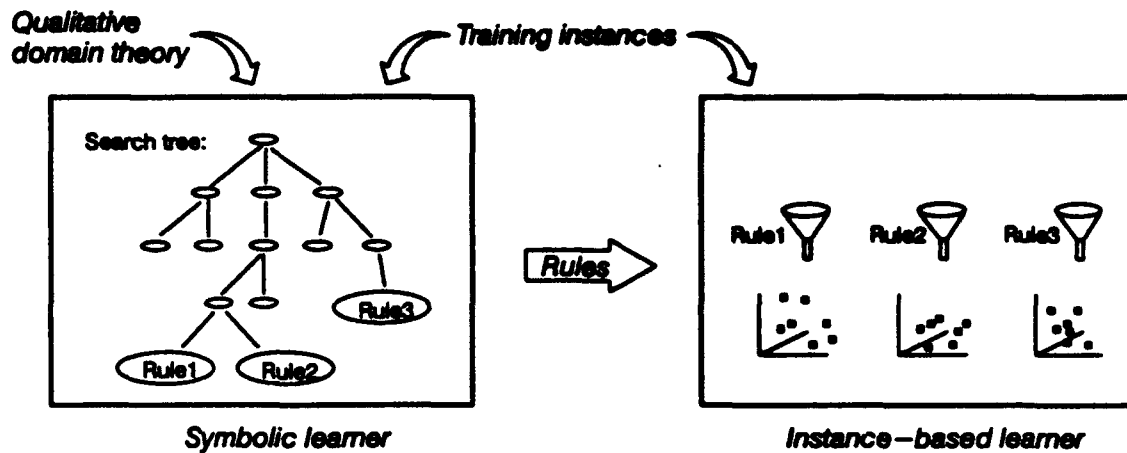 Qualitative
domain theory
Training instances
Search tree:
Rule1
Rule2
Rule3
Rules
Rule1
Rule2
Rule3
Symbolic learner
Instance-based learner